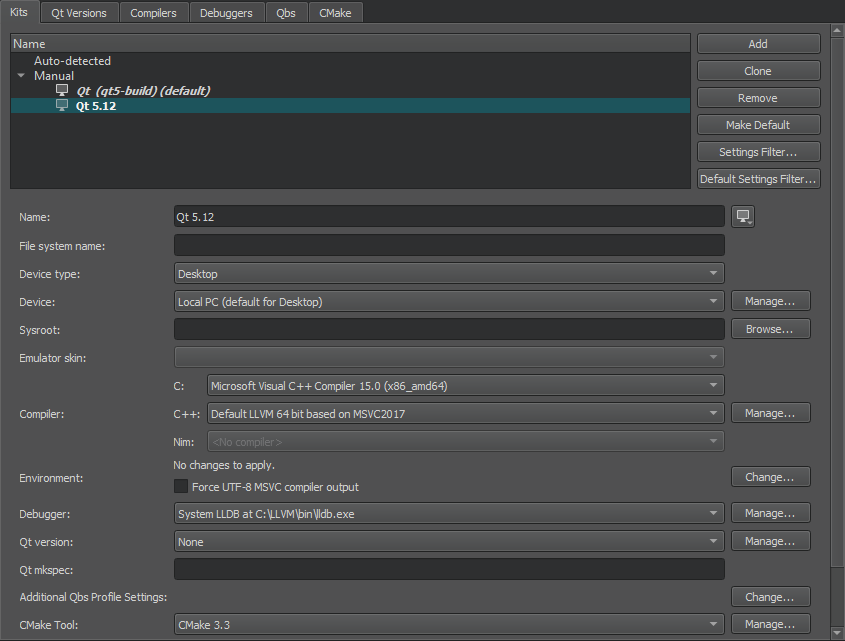 Kits Qt Versions Compilers Debuggers Qbs CMake
Name
Auto-detected
Manual
Qt (qt5-build) (default)
Qt 5.12
Add
Clone
Remove
Make Default
Settings Filter...
Default Settings Filter...
Name: Qt 5.12
File system name:
Device type: Desktop
Device: Local PC (default for Desktop) Manage...
Sysroot: Browse...
Emulator skin:
C: Microsoft Visual C++ Compiler 15.0 (x86_amd64)
Compiler: C++: Default LLVM 64 bit based on MSVC2017 Manage...
Nim: <No compiler>
No changes to apply.
Environment: Change...
Force UTF-8 MSVC compiler output
Debugger: System LLDB at C:\LLVM\bin\lldb.exe Manage...
Qt version: None Manage...
Qt mkspec:
Additional Qbs Profile Settings: Change...
CMake Tool: CMake 3.3 Manage...